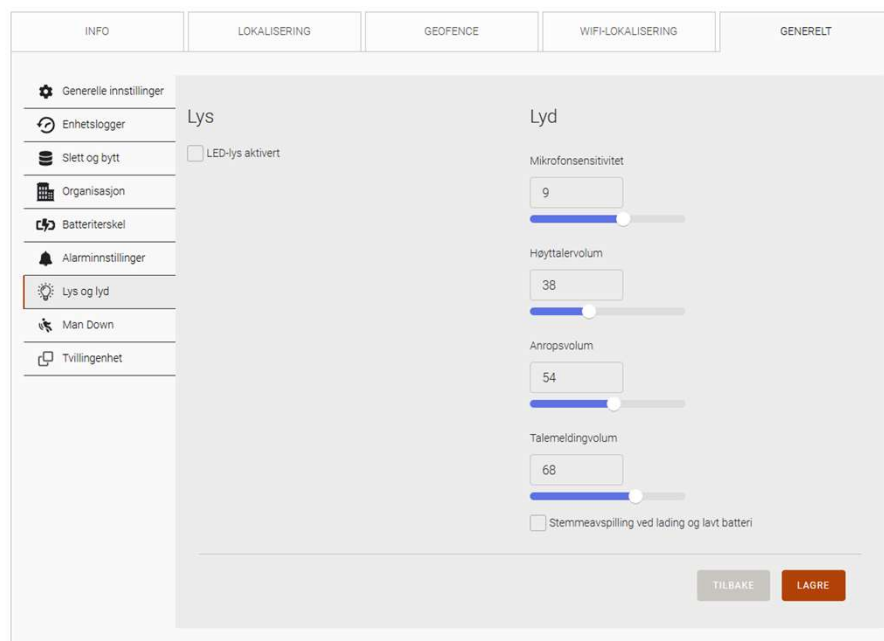 INFO
LOKALISERING
GEOFENCE
WIFI-LOKALISERING
GENERELT
Generelle innstillinger
Enhetslogger
Slett og bytt
Organisasjon
Batteriterskel
Alarminnstillinger
Lys og lyd
Man Down
Tvillingenhet
Lys
LED-lys aktivert
Lyd
Mikrofonsensitivitet
9
Høyttalervolum
38
Anropsvolum
54
Talemeldingvolum
68
Stemmeavspilling ved lading og lavt batteri
TILBAKE
LAGRE